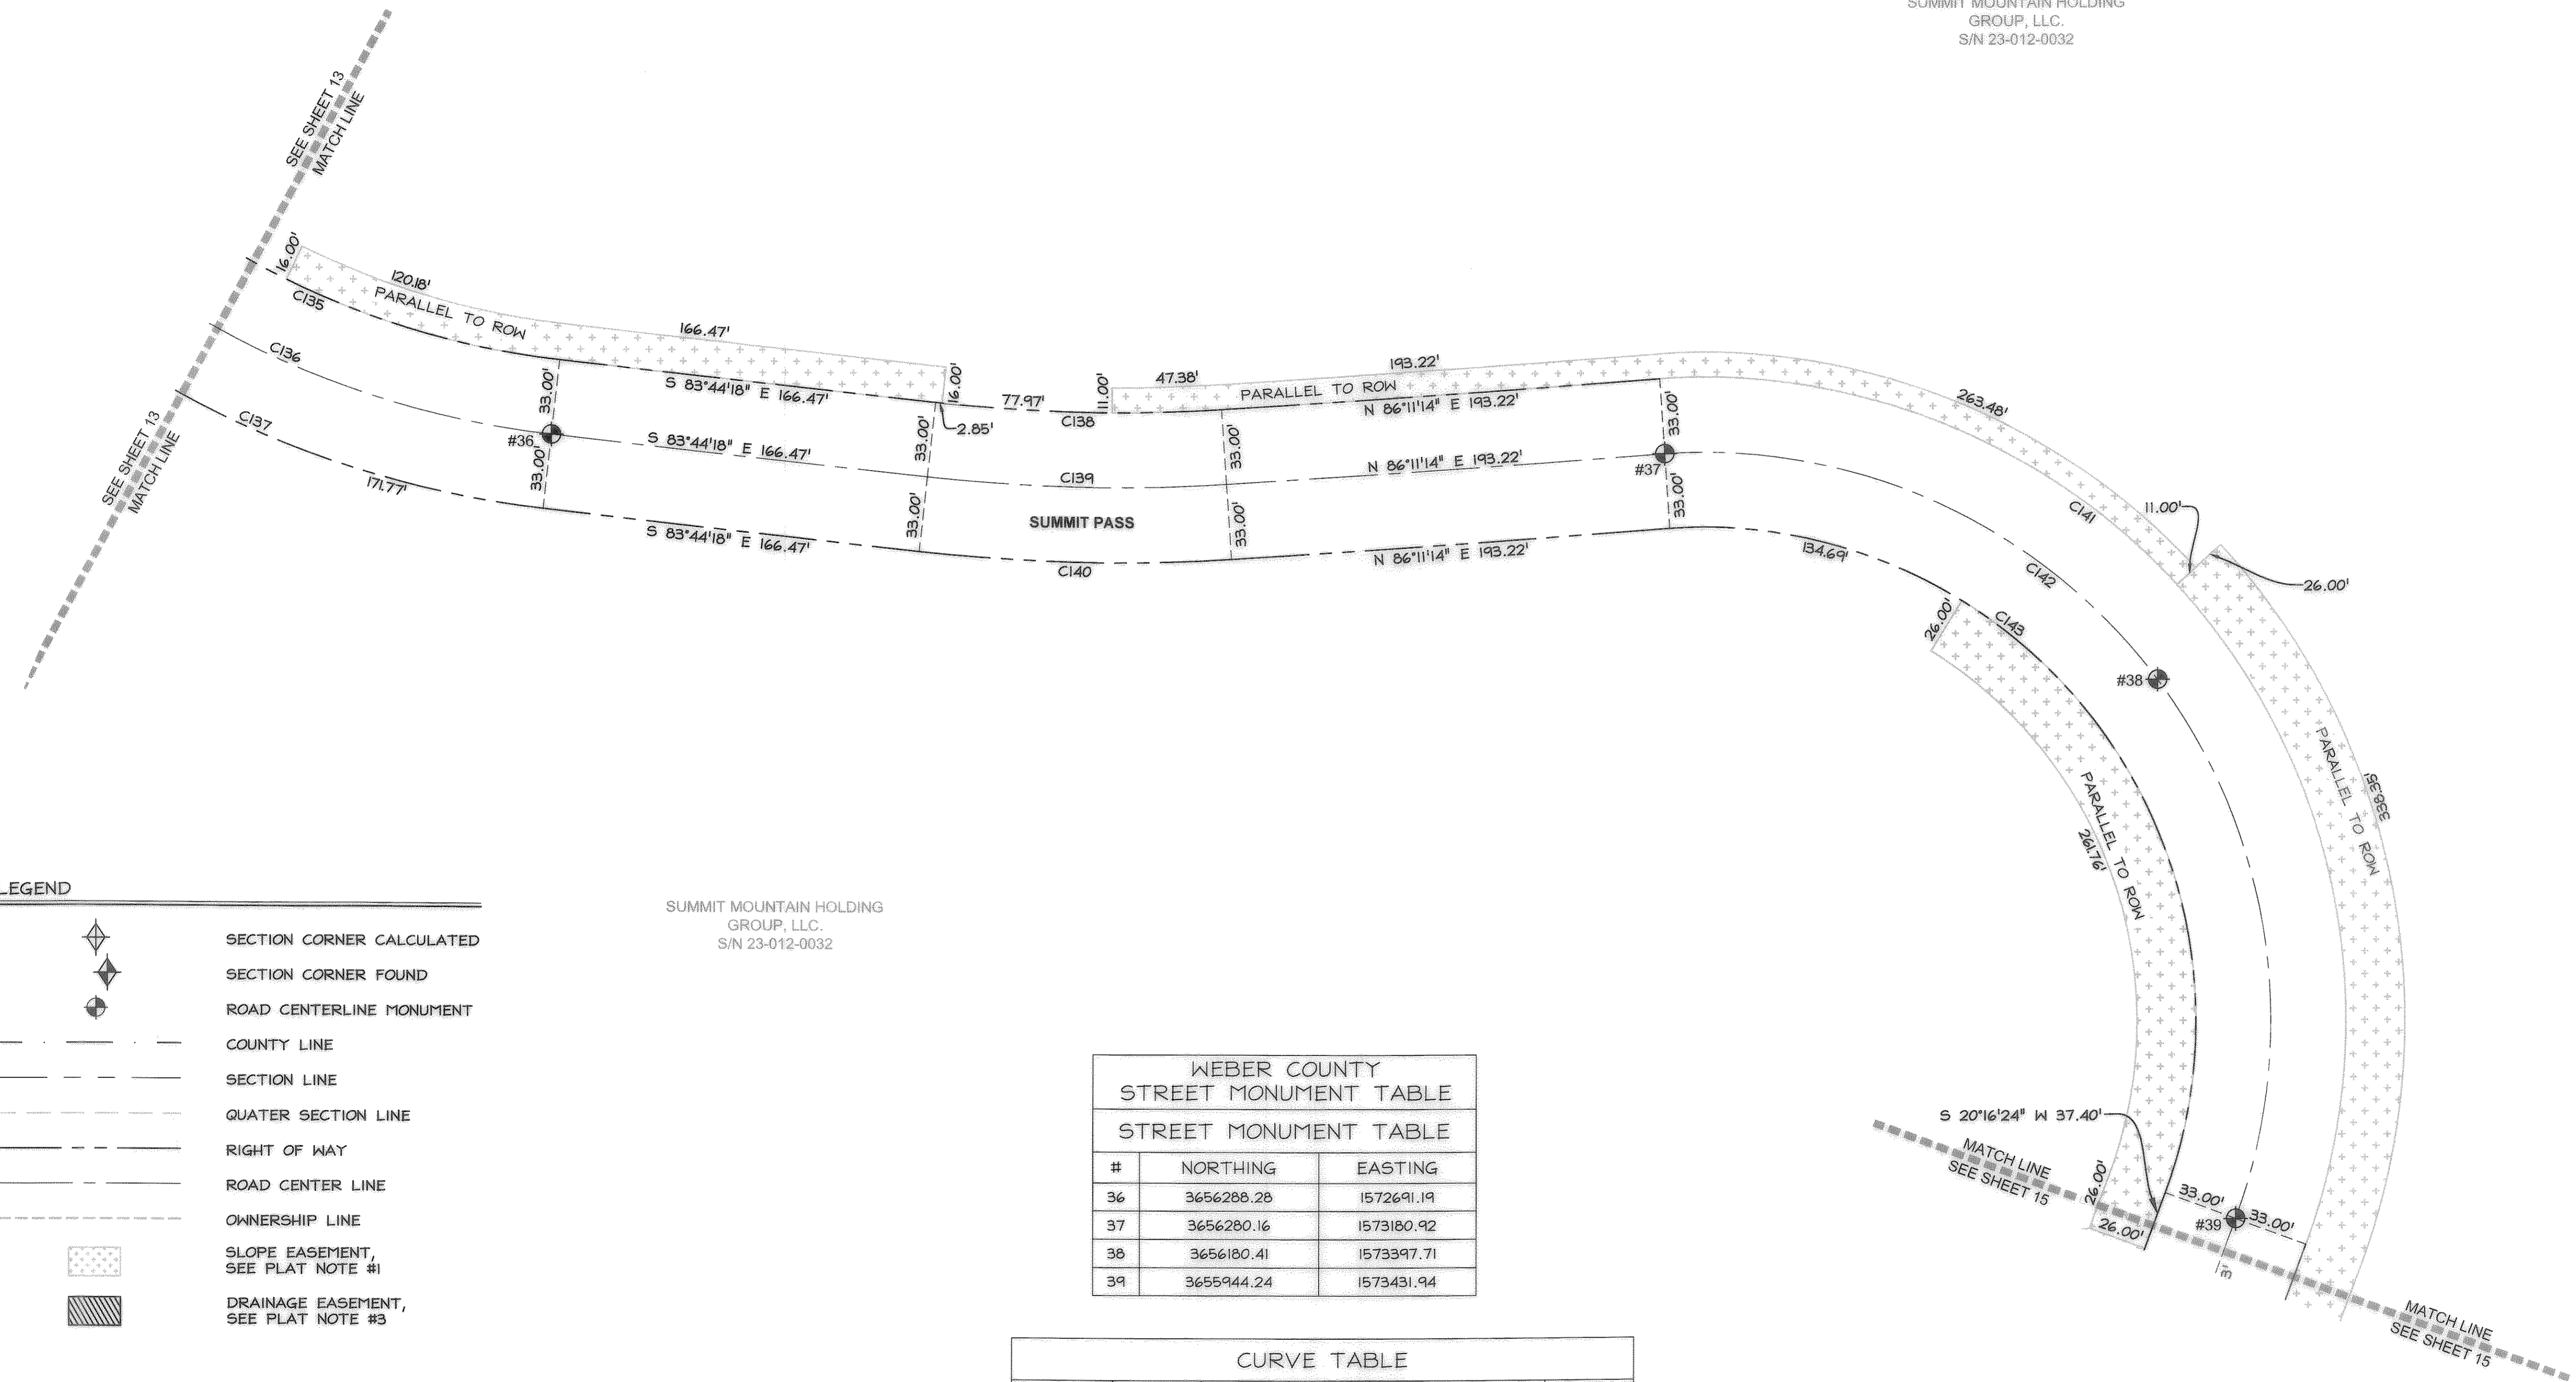 SUMMIT MOUNTAIN HOLDING
GROUP, LLC.
S/N 23-012-0032
SEE SHEET 13
MATCH LINE
16.00'
120.18'
C135
PARALLEL TO ROW
166.47'
C136
33.00'
S 83°44'18" E 166.47'
16.00'
77.97'
11.00'
47.38'
193.22'
PARALLEL TO ROW
N 86°11'14" E 193.22'
33.00'
263.48'
C137
#36
33.00'
S 83°44'18" E 166.47'
33.00'
2.85'
C138
33.00'
N 86°11'14" E 193.22'
#37
33.00'
SEE SHEET 13
MATCH LINE
171.77'
C139
C141
11.00'
S 83°44'18" E 166.47'
33.00'
SUMMIT PASS
33.00'
N 86°11'14" E 193.22'
134.69'
C140
C142
26.00'
26.00'
C143
#38
PARALLEL TO ROW
338.35'
PARALLEL TO ROW
261.76'
LEGEND
SECTION CORNER CALCULATED
SECTION CORNER FOUND
ROAD CENTERLINE MONUMENT
COUNTY LINE
SECTION LINE
QUATER SECTION LINE
RIGHT OF WAY
ROAD CENTER LINE
OWNERSHIP LINE
SLOPE EASEMENT,
SEE PLAT NOTE #1
DRAINAGE EASEMENT,
SEE PLAT NOTE #3
SUMMIT MOUNTAIN HOLDING
GROUP, LLC.
S/N 23-012-0032
WEBER COUNTY
STREET MONUMENT TABLE
STREET MONUMENT TABLE
# NORTHING EASTING
36 3656288.28 1572691.19
37 3656280.16 1573180.92
38 3656180.41 1573397.71
39 3655944.24 1573431.94
CURVE TABLE
S 20°16'24" W 37.40'
MATCH LINE
SEE SHEET 15
26.00'
26.00'
33.00'
#39
33.00'
MATCH LINE
SEE SHEET 15